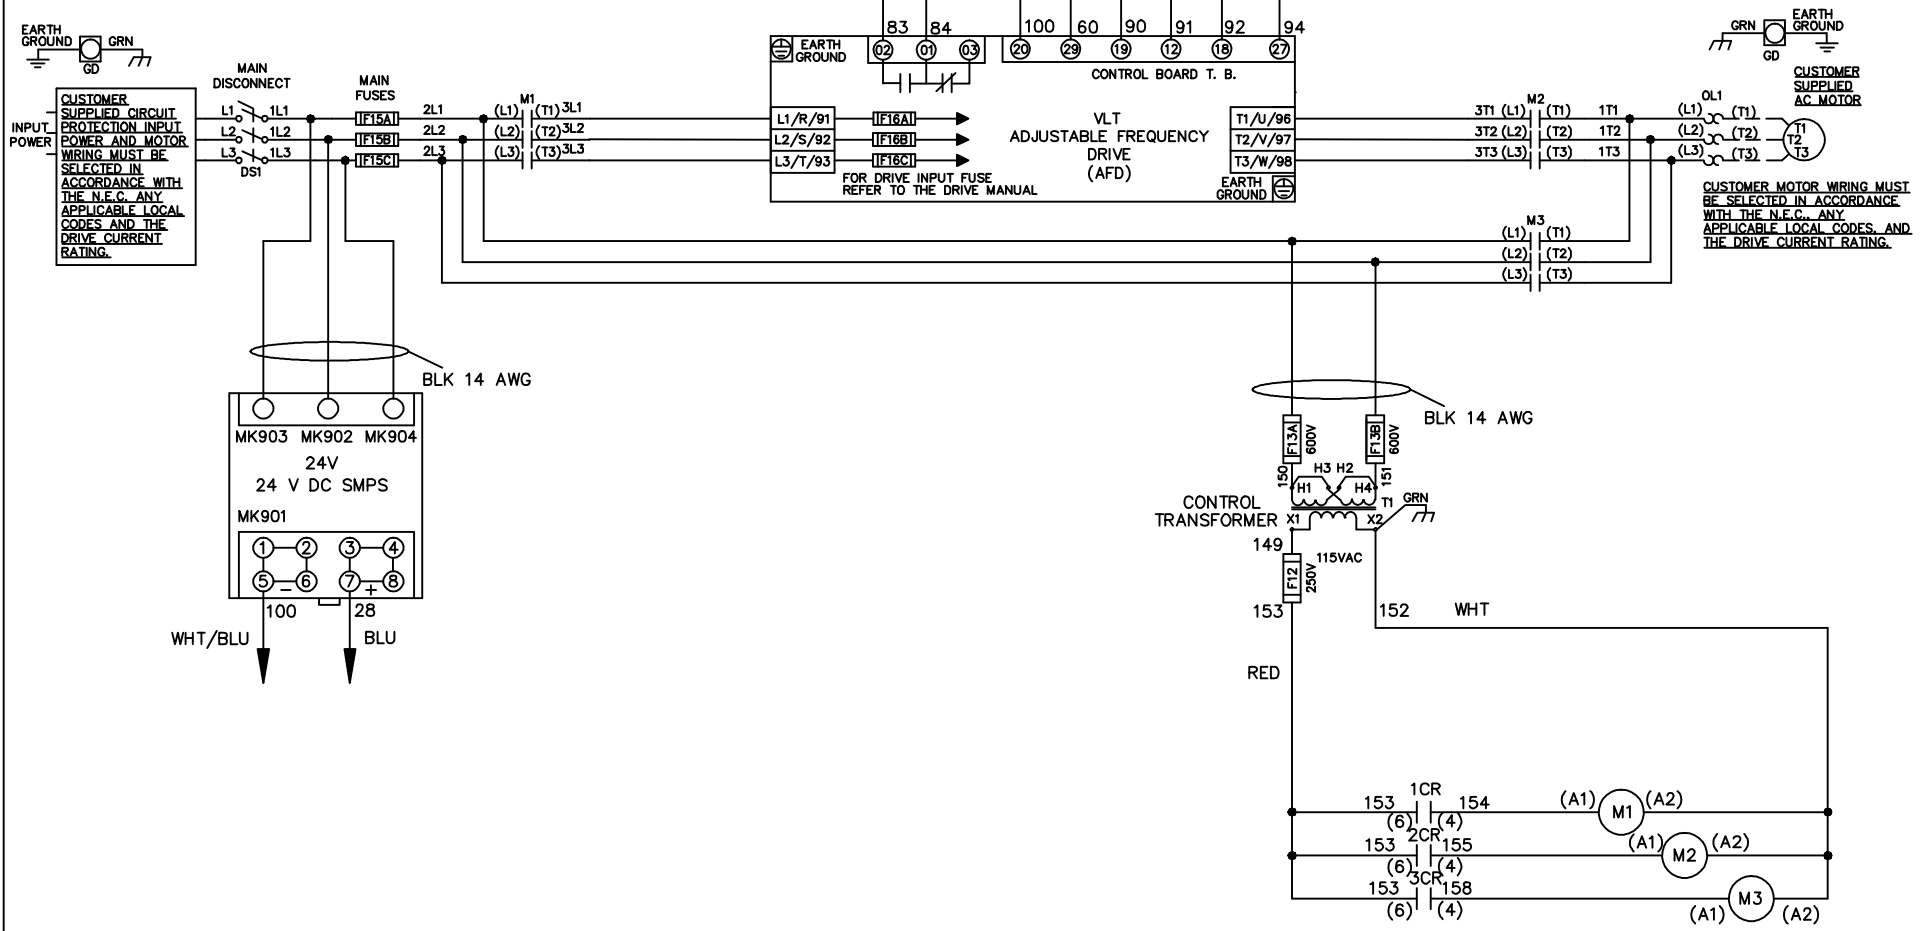 83 84 100 60 90 91 92 94
EARTH
GROUND
GRN
GD
EARTH
GROUND
02 01 03
20 29 19 12 18 27
CONTROL BOARD T. B.
GRN
EARTH
GROUND
GD
CUSTOMER
SUPPLIED
AC MOTOR
MAIN
DISCONNECT
MAIN
FUSES
INPUT
POWER
CUSTOMER
SUPPLIED CIRCUIT
PROTECTION INPUT
POWER AND MOTOR
WIRING MUST BE
SELECTED IN
ACCORDANCE WITH
THE N.E.C. ANY
APPLICABLE LOCAL
CODES AND THE
DRIVE CURRENT
RATING.
L1 1L1 F15A 2L1 (L1) M1 (T1) 3L1
L2 1L2 F15B 2L2 (L2) (T2) 3L2
L3 1L3 F15C 2L3 (L3) (T3) 3L3
DS1
L1/R/91 F16A
L2/S/92 F16B
L3/T/93 F16C
FOR DRIVE INPUT FUSE
REFER TO THE DRIVE MANUAL
VLT
ADJUSTABLE FREQUENCY
DRIVE
(AFD)
T1/U/96
T2/V/97
T3/W/98
EARTH
GROUND
M2
3T1 (L1) (T1) 1T1
3T2 (L2) (T2) 1T2
3T3 (L3) (T3) 1T3
OL1
(L1) (T1) T1
(L2) (T2) T2
(L3) (T3) T3
CUSTOMER MOTOR WIRING MUST
BE SELECTED IN ACCORDANCE
WITH THE N.E.C., ANY
APPLICABLE LOCAL CODES, AND
THE DRIVE CURRENT RATING.
M3
(L1) (T1)
(L2) (T2)
(L3) (T3)
BLK 14 AWG
MK903 MK902 MK904
24V
24 V DC SMPS
MK901
1 2 3 4
5 - 6 7 + 8
100 28
WHT/BLU BLU
BLK 14 AWG
F13A 600V F13B 600V
150 H3 H2 151
H1 H4
CONTROL
TRANSFORMER
T1 GRN
X1 X2
149
F12 250V 115VAC
153 152 WHT
RED
1CR
153 154 (A1) M1 (A2)
(6) (4)
2CR
153 155 (A1) M2 (A2)
(6) (4)
3CR
153 158 M3
(6) (4) (A1) (A2)